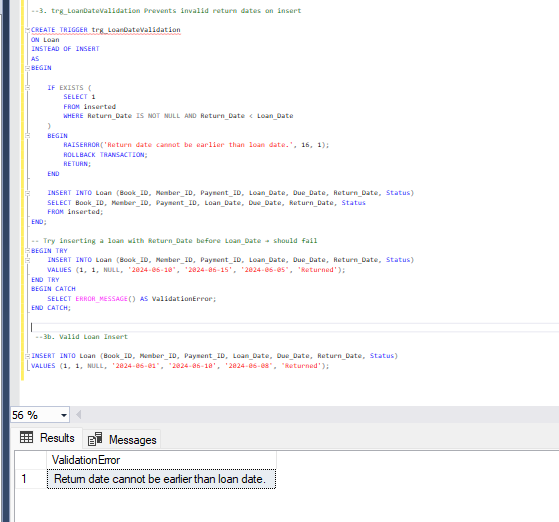 --3. trg_LoanDateValidation Prevents invalid return dates on insert
CREATE TRIGGER trg_LoanDateValidation
ON Loan
INSTEAD OF INSERT
AS
BEGIN
IF EXISTS (
SELECT 1
FROM inserted
WHERE Return_Date IS NOT NULL AND Return_Date < Loan_Date
)
BEGIN
RAISERROR('Return date cannot be earlier than loan date.', 16, 1);
ROLLBACK TRANSACTION;
RETURN;
END
INSERT INTO Loan (Book_ID, Member_ID, Payment_ID, Loan_Date, Due_Date, Return_Date, Status)
SELECT Book_ID, Member_ID, Payment_ID, Loan_Date, Due_Date, Return_Date, Status
FROM inserted;
END;
-- Try inserting a loan with Return_Date before Loan_Date → should fail
BEGIN TRY
INSERT INTO Loan (Book_ID, Member_ID, Payment_ID, Loan_Date, Due_Date, Return_Date, Status)
VALUES (1, 1, NULL, '2024-06-10', '2024-06-15', '2024-06-05', 'Returned');
END TRY
BEGIN CATCH
SELECT ERROR_MESSAGE() AS ValidationError;
END CATCH;
--3b. Valid Loan Insert
INSERT INTO Loan (Book_ID, Member_ID, Payment_ID, Loan_Date, Due_Date, Return_Date, Status)
VALUES (1, 1, NULL, '2024-06-01', '2024-06-10', '2024-06-08', 'Returned');
56 %
Results Messages
ValidationError
1 Return date cannot be earlier than loan date.